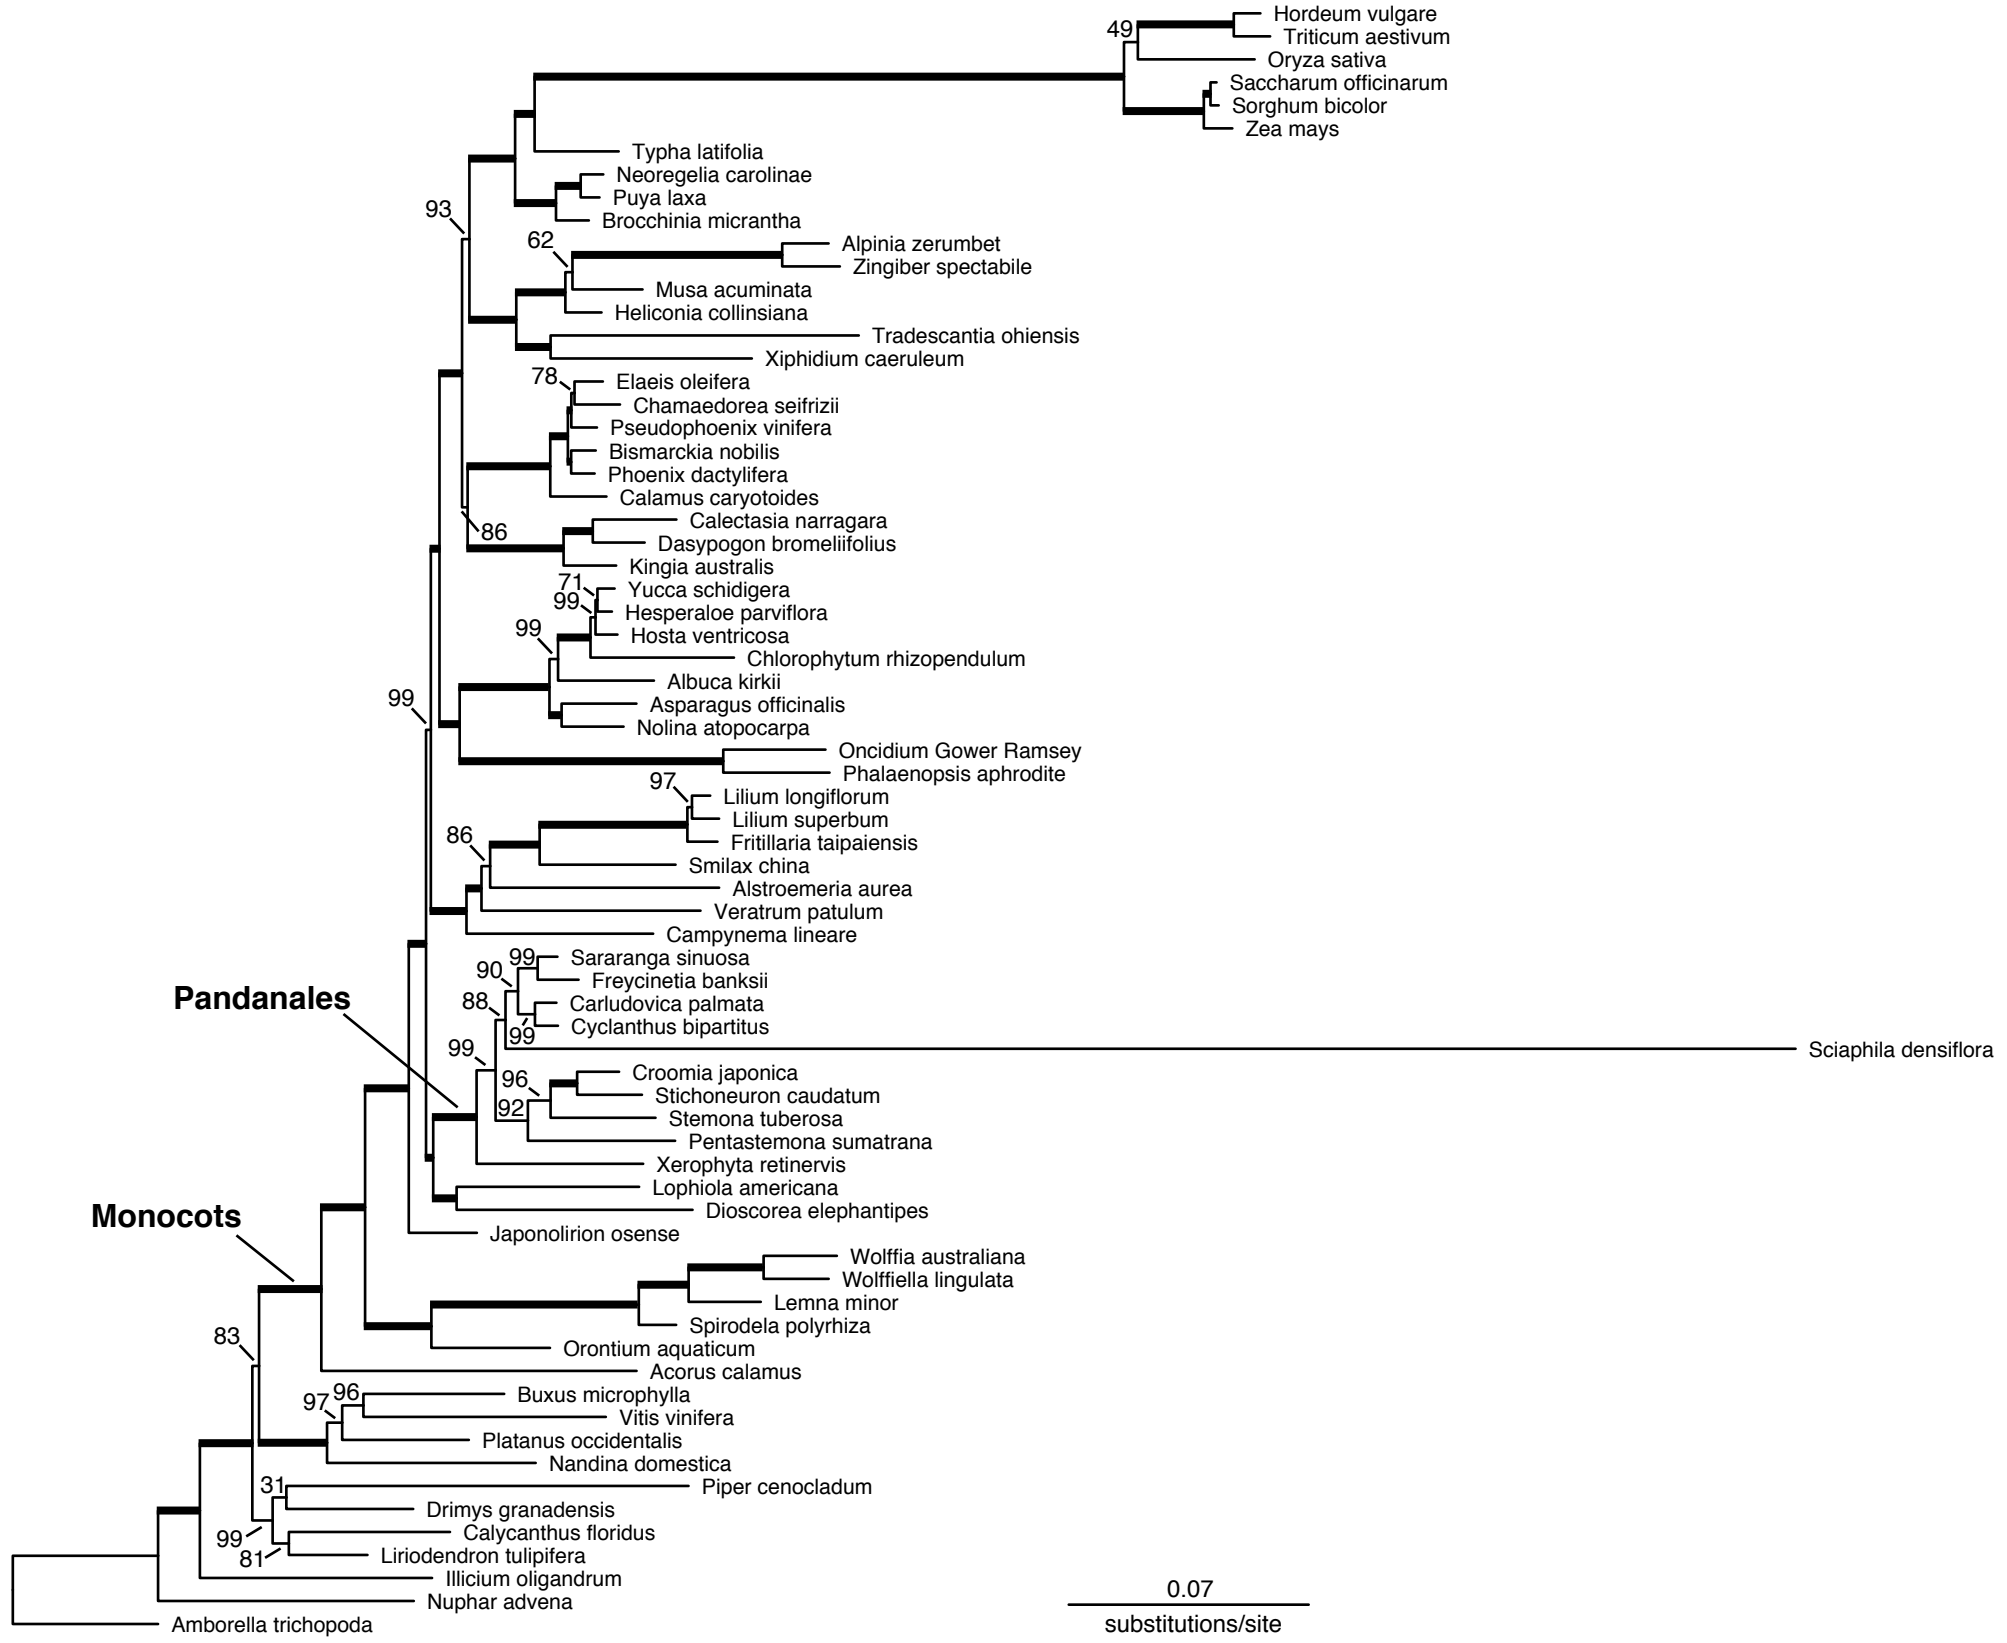 Hordeum vulgare
49
Triticum aestivum
Oryza sativa
Saccharum officinarum
Sorghum bicolor
Zea mays
Typha latifolia
Neoregelia carolinae
Puya laxa
93
Brocchinia micrantha
62
Alpinia zerumbet
Zingiber spectabile
Musa acuminata
Heliconia collinsiana
Tradescantia ohiensis
Xiphidium caeruleum
78
Elaeis oleifera
Chamaedorea seifrizii
Pseudophoenix vinifera
Bismarckia nobilis
Phoenix dactylifera
Calamus caryotoides
Calectasia narragara
86
Dasypogon bromeliifolius
Kingia australis
71
Yucca schidigera
99
Hesperaloe parviflora
99
Hosta ventricosa
Chlorophytum rhizopendulum
Albuca kirkii
99
Asparagus officinalis
Nolina atopocarpa
Oncidium Gower Ramsey
Phalaenopsis aphrodite
97
Lilium longiflorum
Lilium superbum
86
Fritillaria taipaiensis
Smilax china
Alstroemeria aurea
Veratrum patulum
Campynema lineare
99
Sararanga sinuosa
90
Freycinetia banksii
Pandanales
88
Carludovica palmata
99
Cyclanthus bipartitus
99
Sciaphila densiflora
96
Croomia japonica
Stichoneuron caudatum
92
Stemona tuberosa
Pentastemona sumatrana
Xerophyta retinervis
Lophiola americana
Monocots
Dioscorea elephantipes
Japonolirion osense
Wolffia australiana
Wolffiella lingulata
Lemna minor
Spirodela polyrhiza
83
Orontium aquaticum
Acorus calamus
97
96
Buxus microphylla
Vitis vinifera
Platanus occidentalis
Nandina domestica
31
Piper cenocladum
Drimys granadensis
99
Calycanthus floridus
81
Liriodendron tulipifera
Illicium oligandrum
Nuphar advena
Amborella trichopoda
0.07
substitutions/site